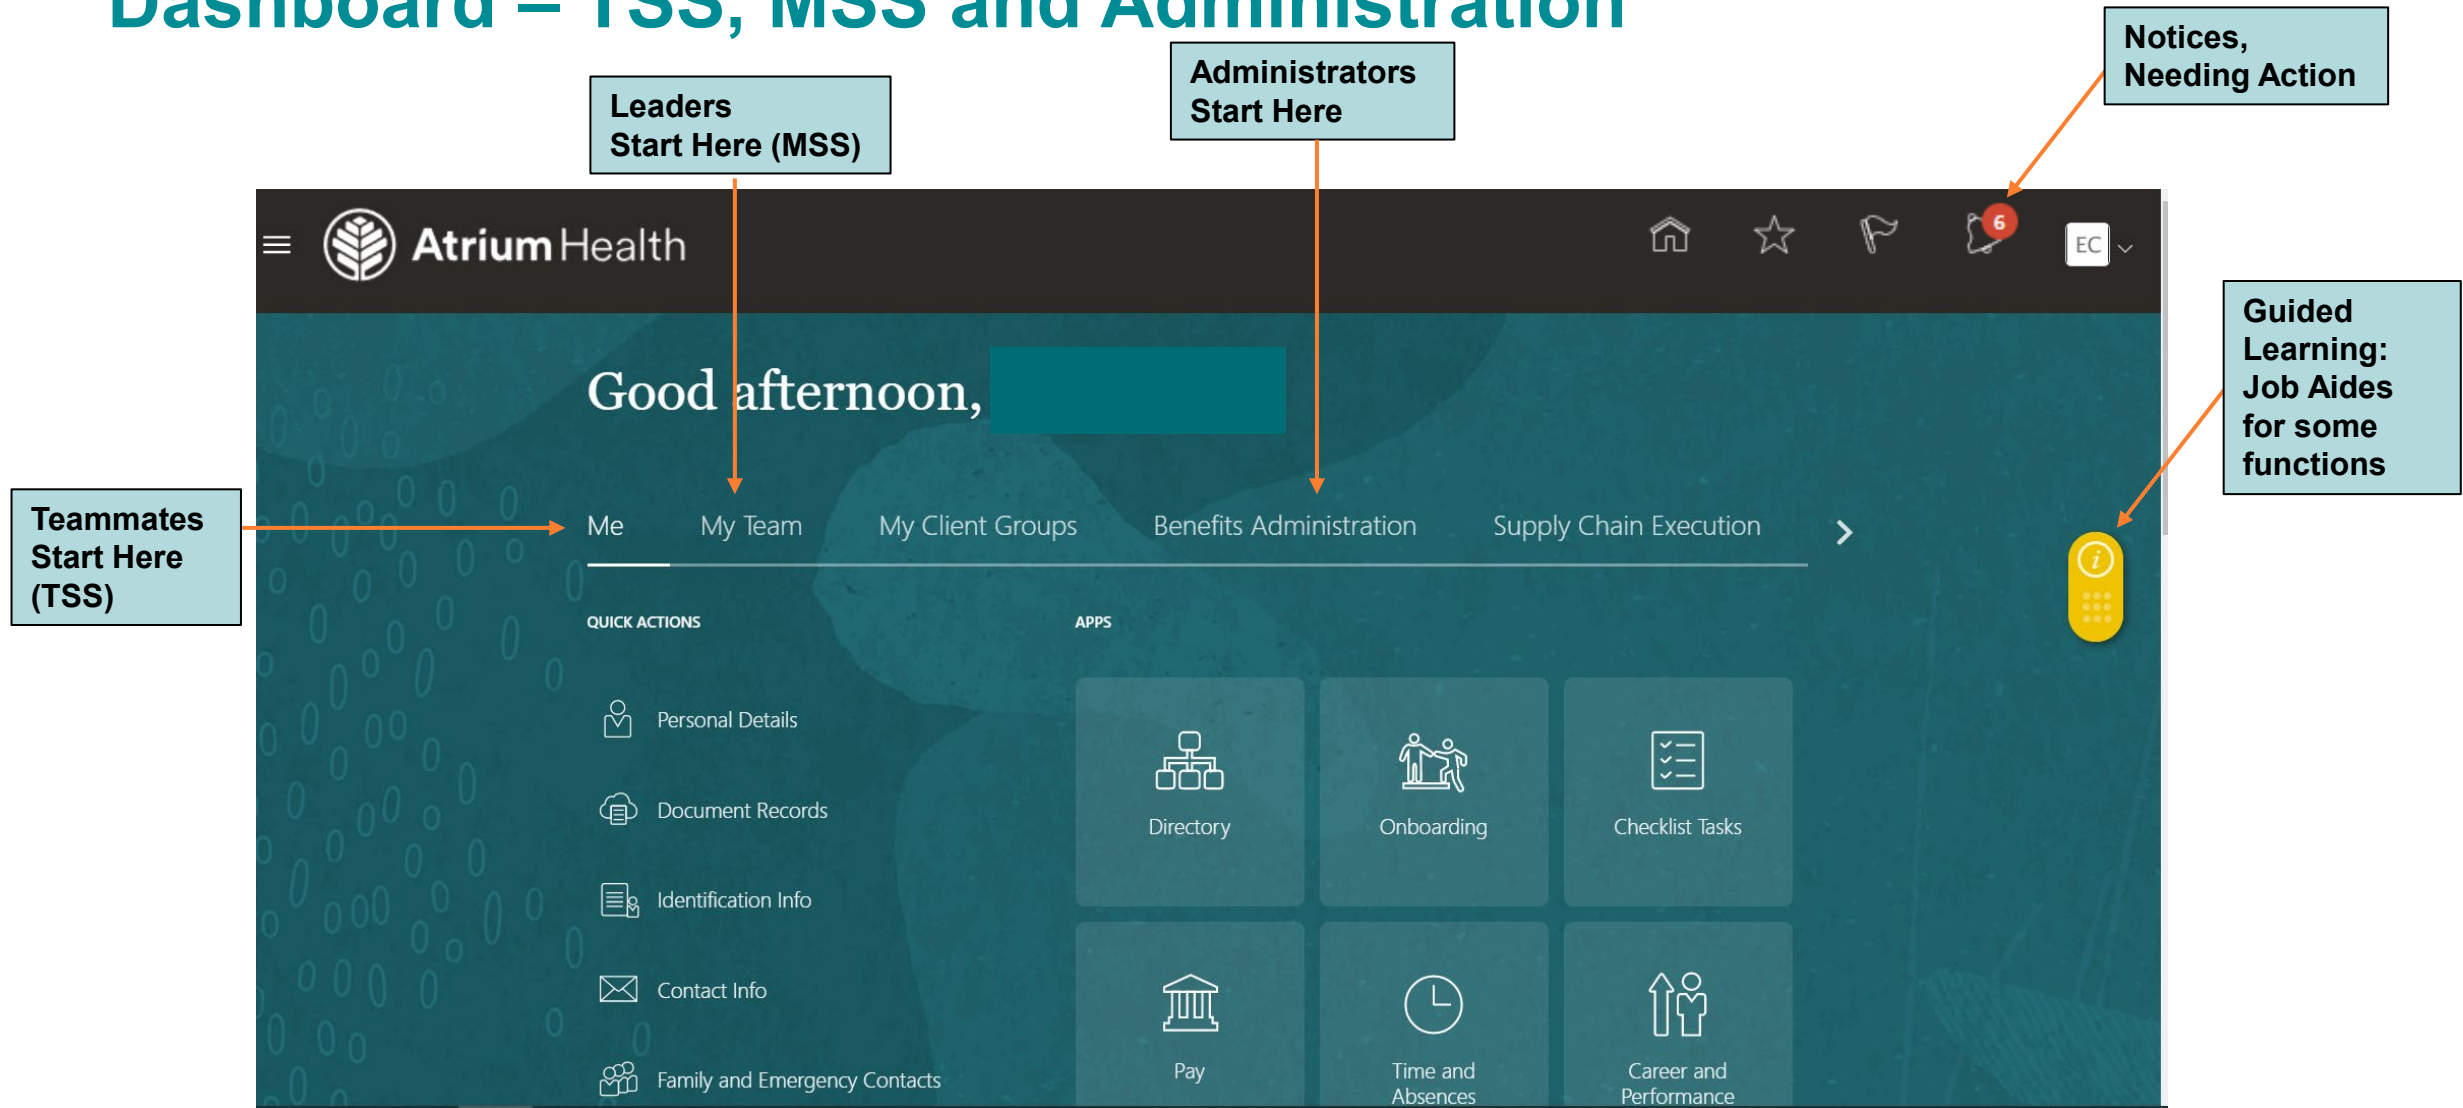 Dashboard – TSS, MSS and Administration
Notices,
Needing Action
Administrators
Start Here
Leaders
Start Here (MSS)
Atrium Health
6
EC
Guided
Learning:
Job Aides
for some
functions
Good afternoon,
Teammates
Start Here
(TSS)
Me
My Team
My Client Groups
Benefits Administration
Supply Chain Execution
i
QUICK ACTIONS
APPS
Personal Details
Document Records
Identification Info
Contact Info
Family and Emergency Contacts
Directory
Onboarding
Checklist Tasks
Pay
Time and
Absences
Career and
Performance